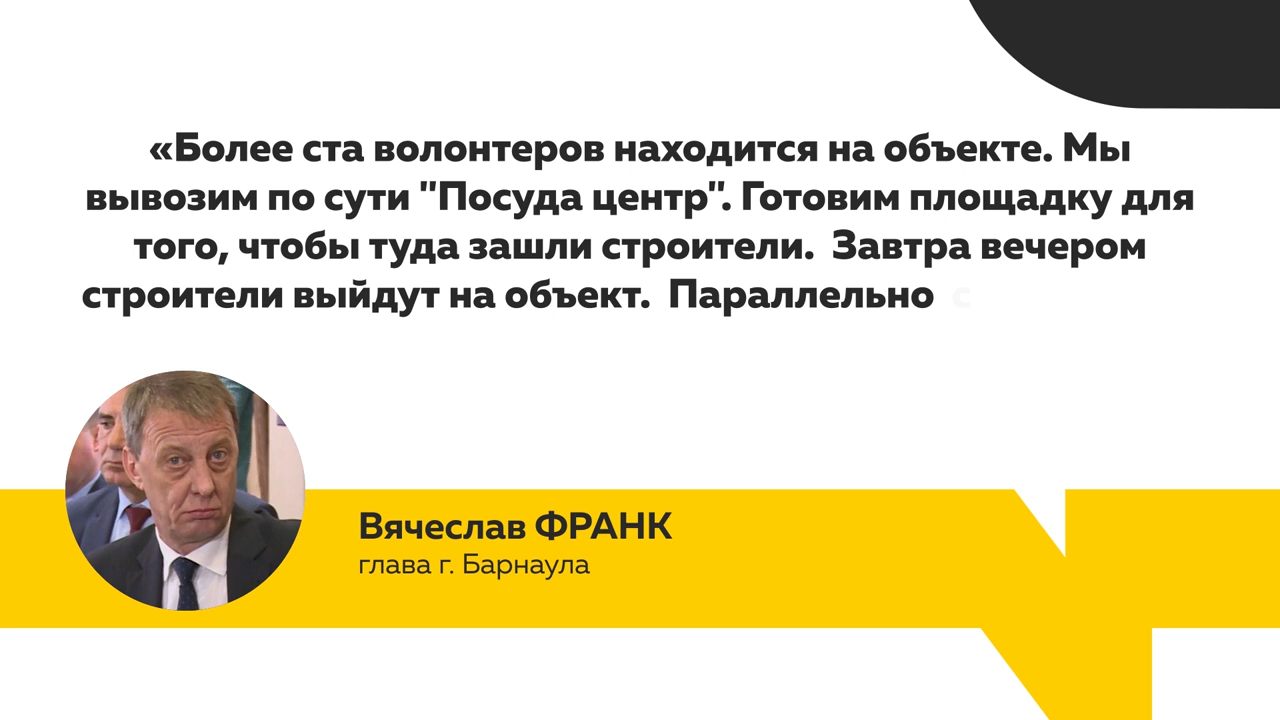 «Более ста волонтеров находится на объекте. Мы
вывозим по сути "Посуда центр". Готовим площадку для
того, чтобы туда зашли строители. Завтра вечером
строители выйдут на объект. Параллельно с
Вячеслав ФРАНК
глава г. Барнаула